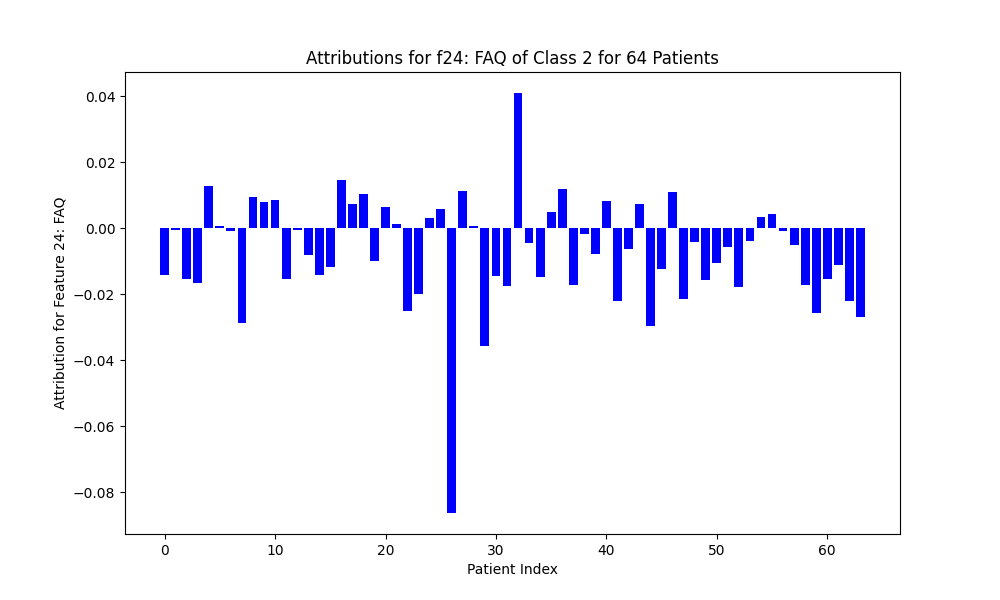 Attributions for f24: FAQ of Class 2 for 64 Patients
Attribution for Feature 24: FAQ
0.04
0.02
0.00
−0.02
−0.04
−0.06
−0.08
0 10 20 30 40 50 60
Patient Index